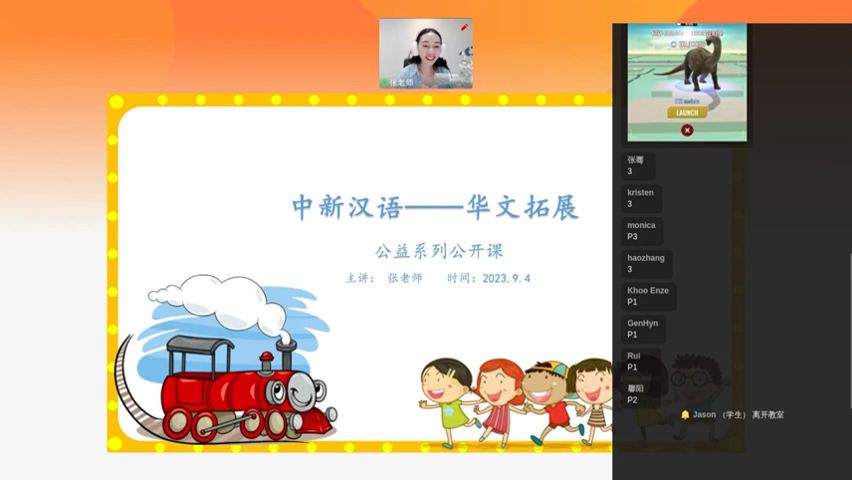 张老师
中新汉语——华文拓展
公益系列公开课
主讲： 张老师 时间：2023.9.4
LAUNCH
张骞
3
kristen
3
monica
P3
haozhang
3
Khoo Enze
P1
GenHyn
P1
Rui
P1
馨阳
P2
Jason （学生） 离开教室